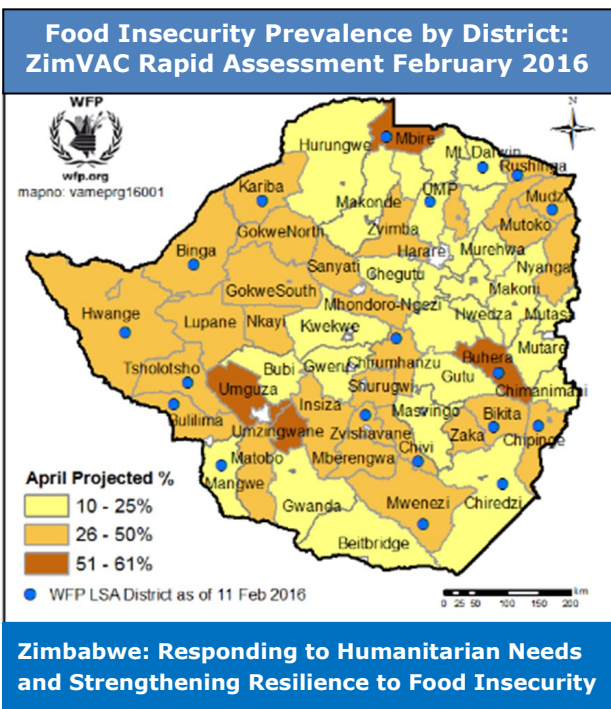 Food Insecurity Prevalence by District:
ZimVAC Rapid Assessment February 2016
WFP
wfp.org
mapno: vameprg16001
N
Hurungwe
Mbire
Mt. Darwin
Rushinga
Kariba
Makonde
UMP
Mudzi
GokweNorth
Zvimba
Mutoko
Binga
Harare
Murehwa
Sanyati
Chegutu
Nyanga
GokweSouth
Makoni
Hwange
Mhondoro-Ngezi
Lupane
Nkayi
Kwekwe
Hwedza
Mutasa
Tsholotsho
Bubi
Gweru
Chirumhanzu
Buhera
Mutare
Umguza
Shurugwi
Gutu
Chimanimani
Bulilima
Insiza
Masvingo
Bikita
Umzingwane
Zvishavane
Zaka
Chipinge
Matobo
Mberengwa
Chivi
Mangwe
Gwanda
Mwenezi
Chiredzi
Beitbridge
April Projected %
10 - 25%
26 - 50%
51 - 61%
WFP LSA District as of 11 Feb 2016
km
0 25 50 100 150 200
Zimbabwe: Responding to Humanitarian Needs
and Strengthening Resilience to Food Insecurity